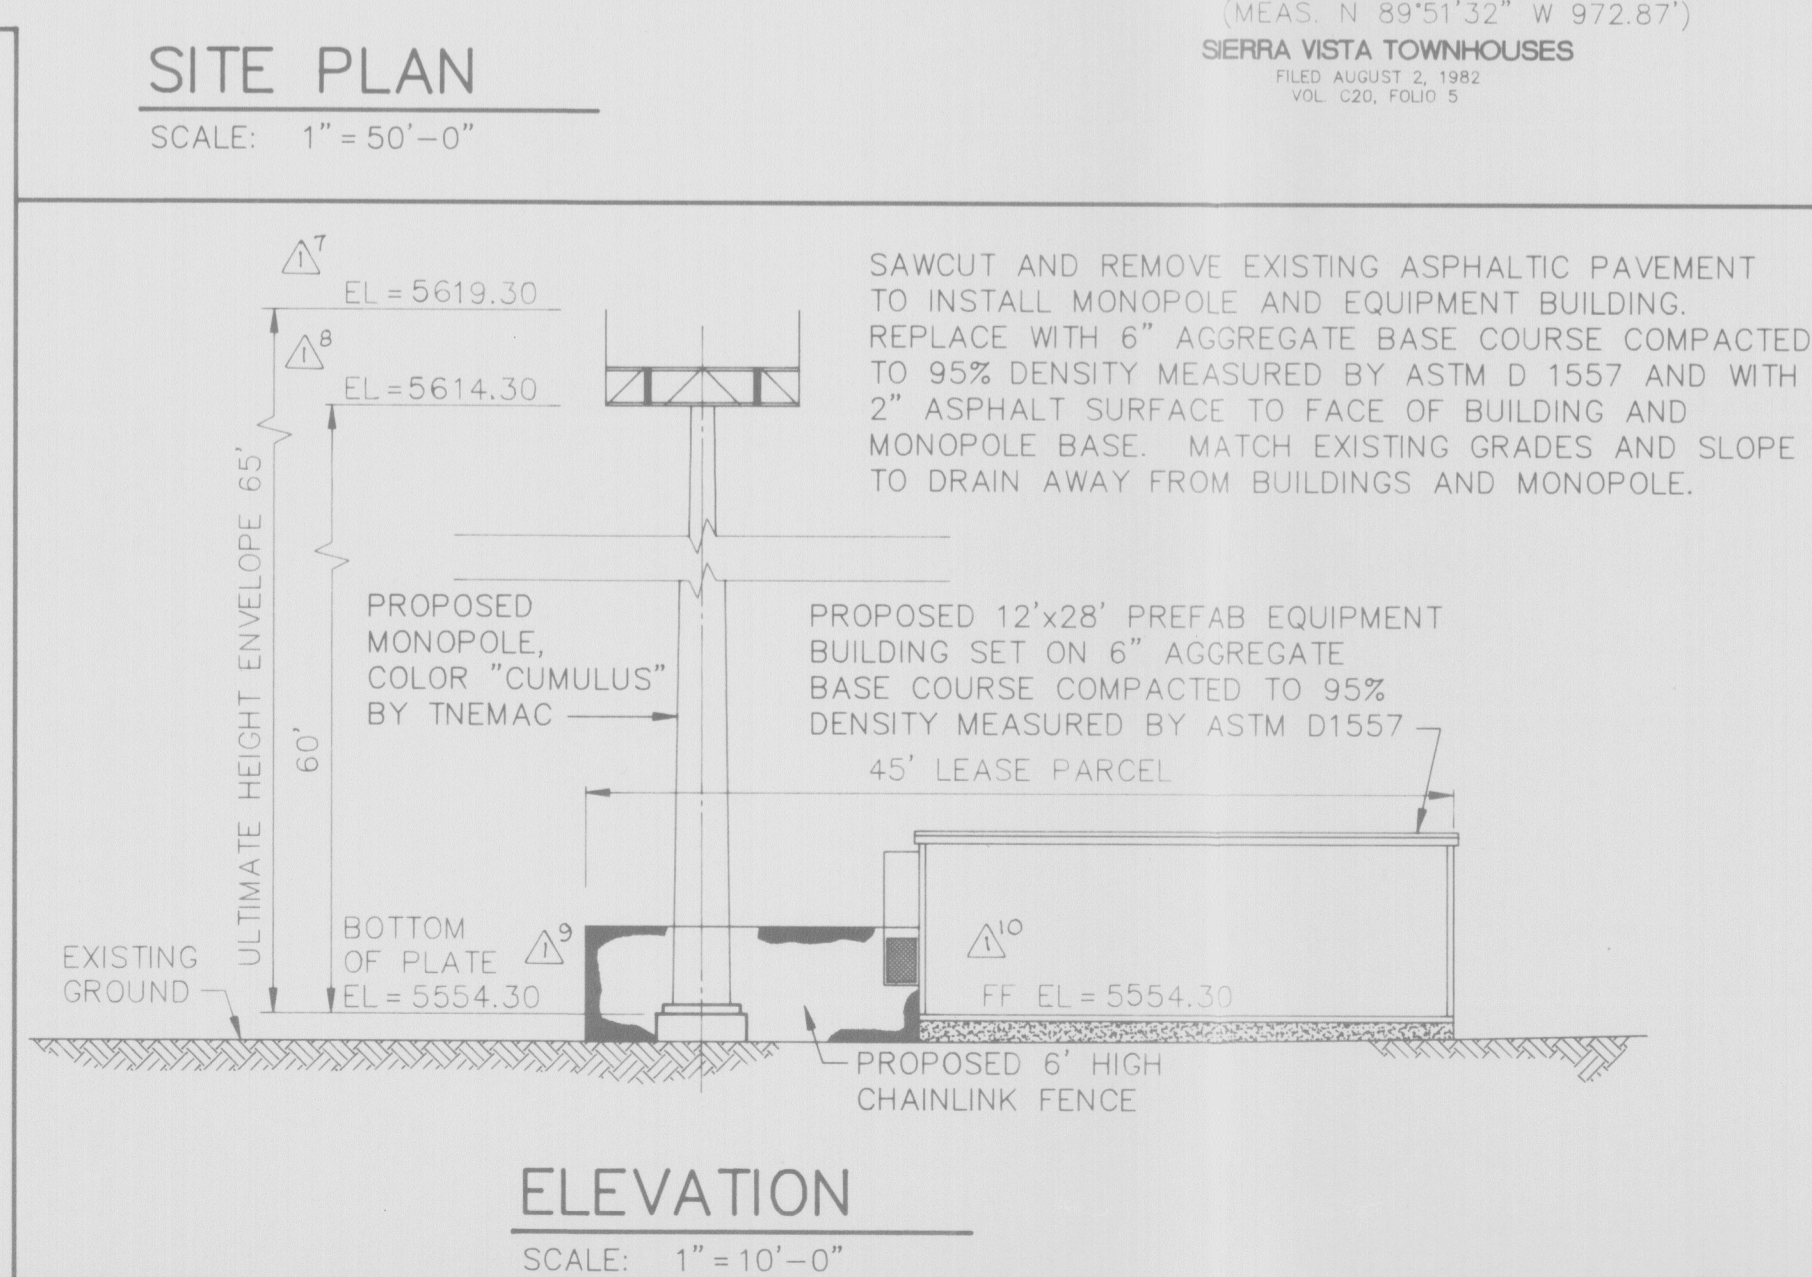 (MEAS. N 89°51'32" W 972.87')
SIERRA VISTA TOWNHOUSES
FILED AUGUST 2, 1982
VOL. C20, FOLIO 5
SITE PLAN
SCALE: 1"=50'-0"
1 7
EL=5619.30
1 8
EL=5614.30
SAWCUT AND REMOVE EXISTING ASPHALTIC PAVEMENT
TO INSTALL MONOPOLE AND EQUIPMENT BUILDING.
REPLACE WITH 6" AGGREGATE BASE COURSE COMPACTED
TO 95% DENSITY MEASURED BY ASTM D 1557 AND WITH
2" ASPHALT SURFACE TO FACE OF BUILDING AND
MONOPOLE BASE. MATCH EXISTING GRADES AND SLOPE
TO DRAIN AWAY FROM BUILDINGS AND MONOPOLE.
ULTIMATE HEIGHT ENVELOPE 65'
60'
PROPOSED
MONOPOLE,
COLOR "CUMULUS"
BY TNEMAC
PROPOSED 12'x28' PREFAB EQUIPMENT
BUILDING SET ON 6" AGGREGATE
BASE COURSE COMPACTED TO 95%
DENSITY MEASURED BY ASTM D1557
45' LEASE PARCEL
EXISTING
GROUND
BOTTOM
OF PLATE
EL=5554.30
1 9
1 10
FF EL=5554.30
PROPOSED 6' HIGH
CHAINLINK FENCE
ELEVATION
SCALE: 1"=10'-0"